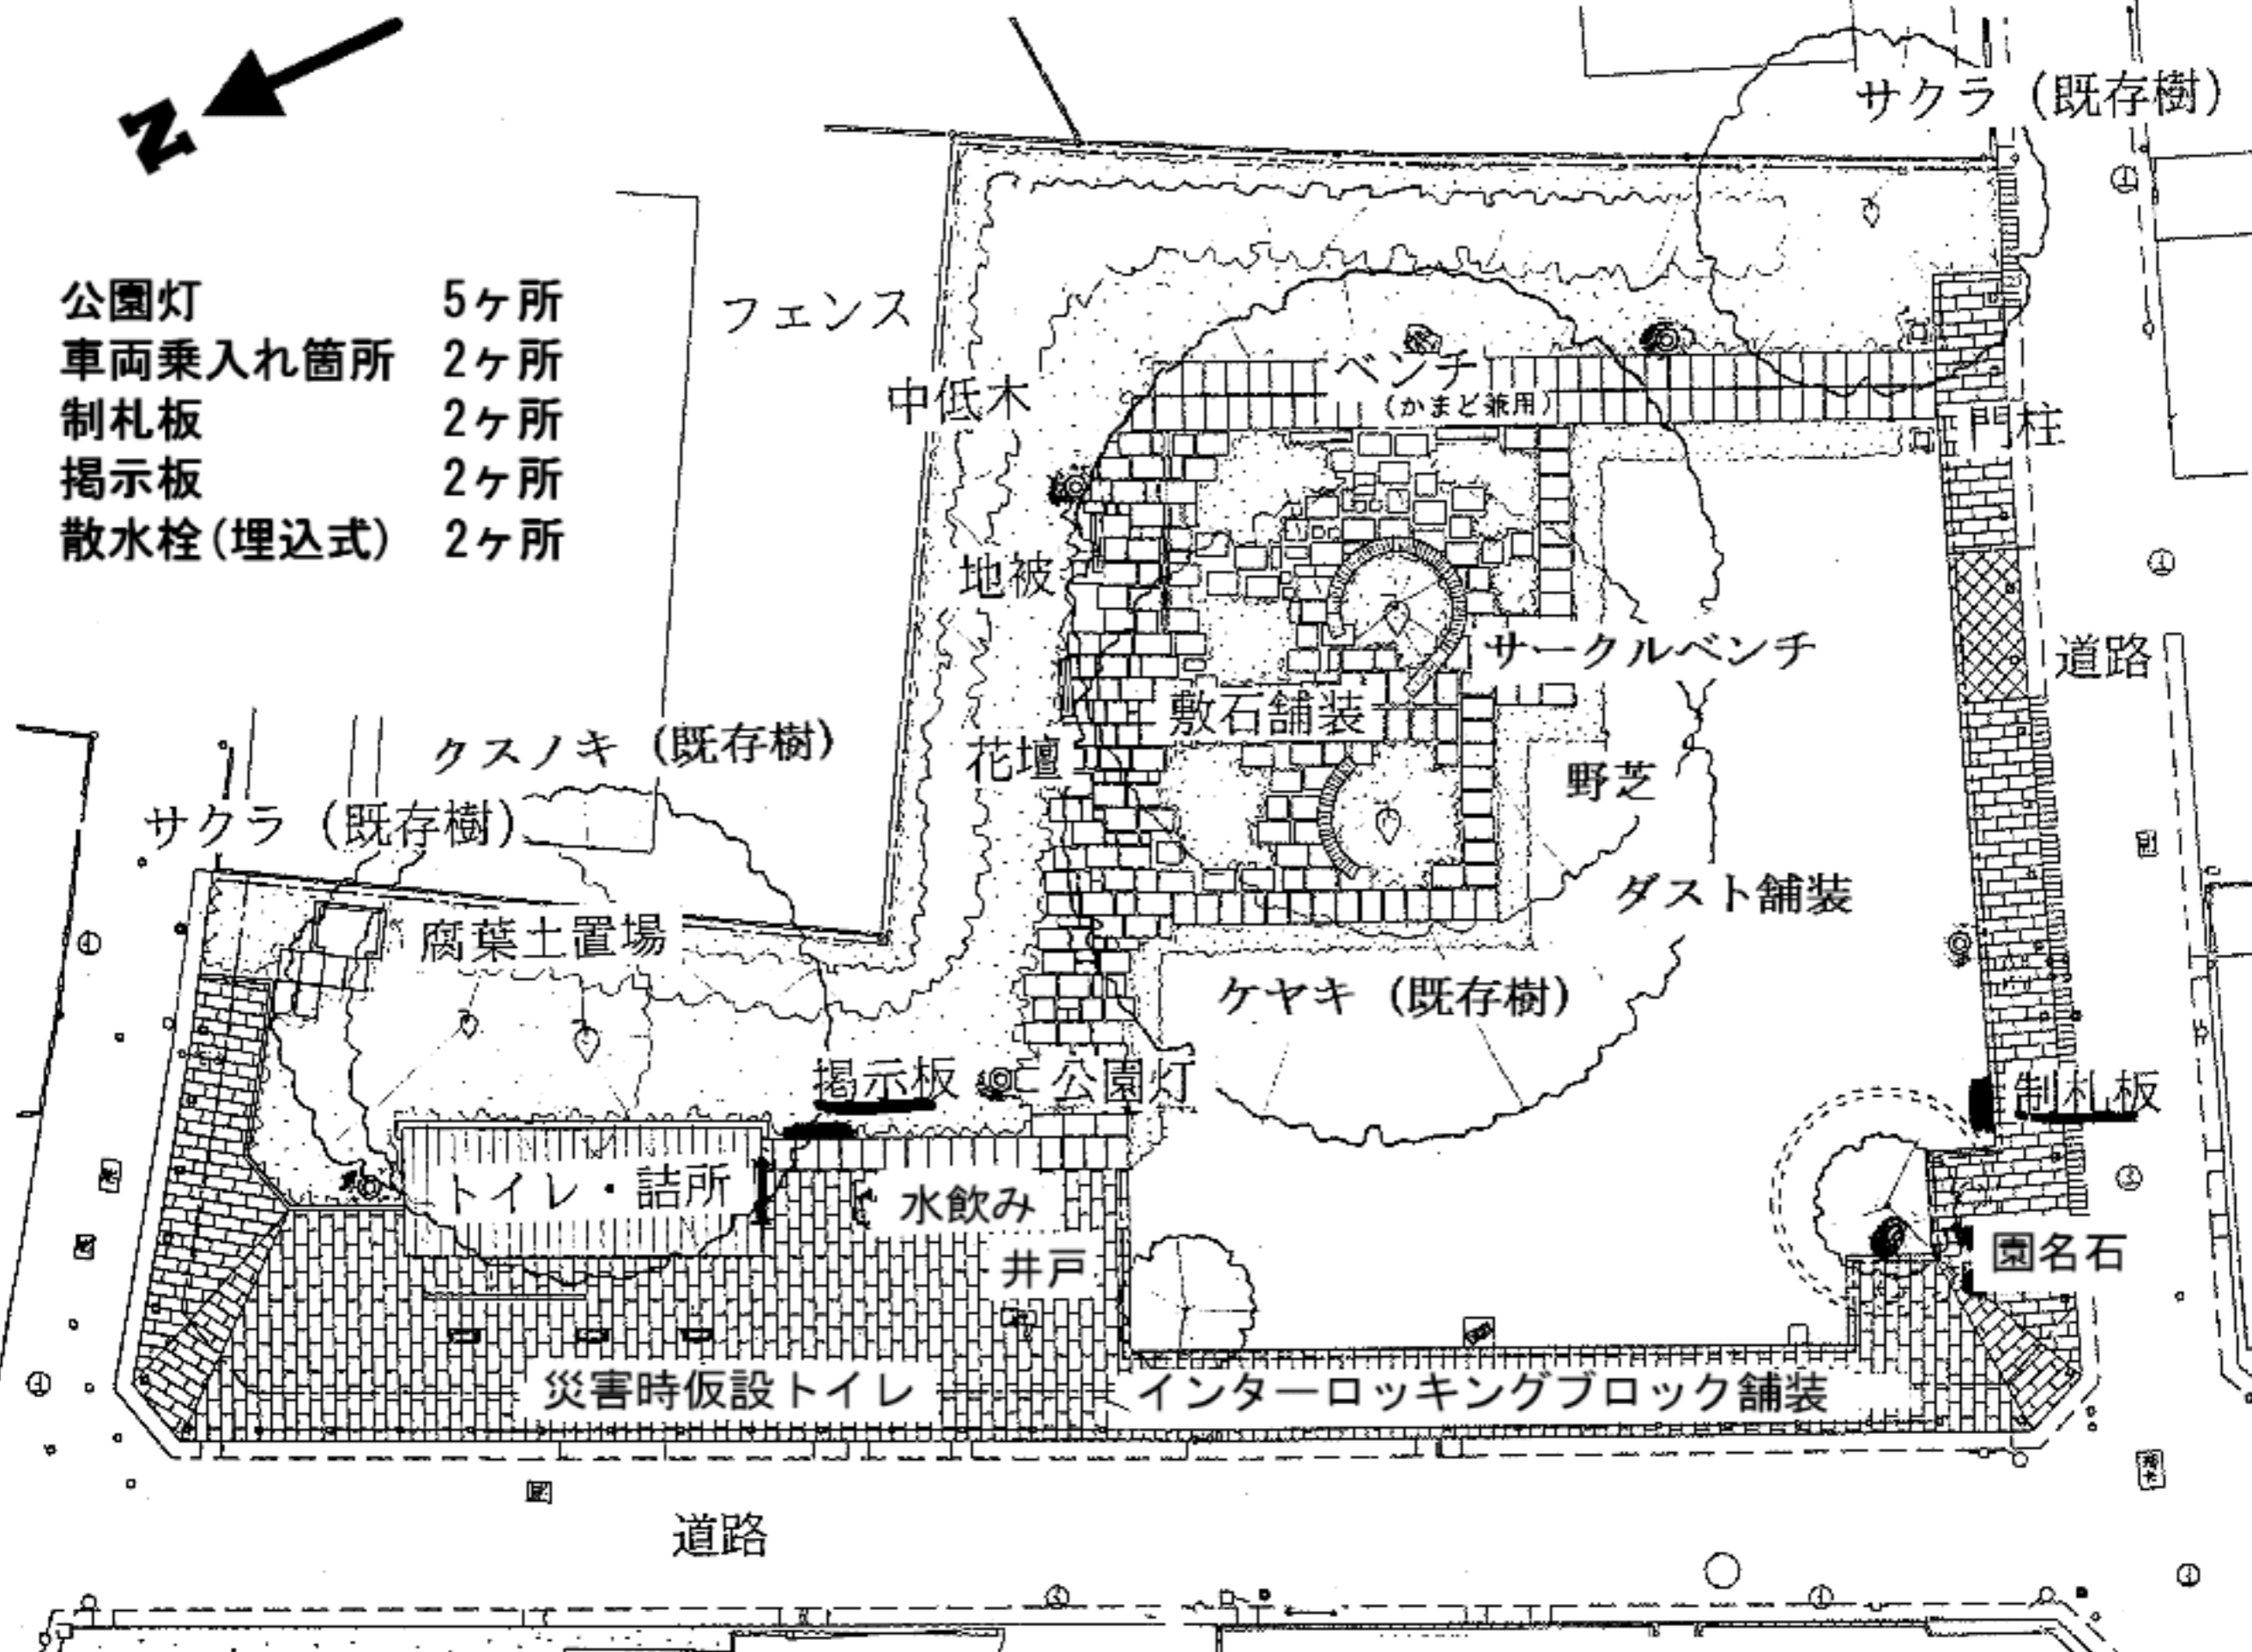 N
サクラ（既存樹）
公園灯 5ヶ所
車両乗入れ箇所 2ヶ所
制札板 2ヶ所
掲示板 2ヶ所
散水栓(埋込式) 2ヶ所
フェンス
中低木
ベンチ
(かまど兼用)
門柱
地被
サークルベンチ
道路
敷石舗装
クスノキ（既存樹）
花壇
野芝
サクラ（既存樹）
ダスト舗装
腐葉土置場
ケヤキ（既存樹）
掲示板
公園灯
制札板
トイレ・詰所
水飲み
園名石
井戸
災害時仮設トイレ
インターロッキングブロック舗装
道路